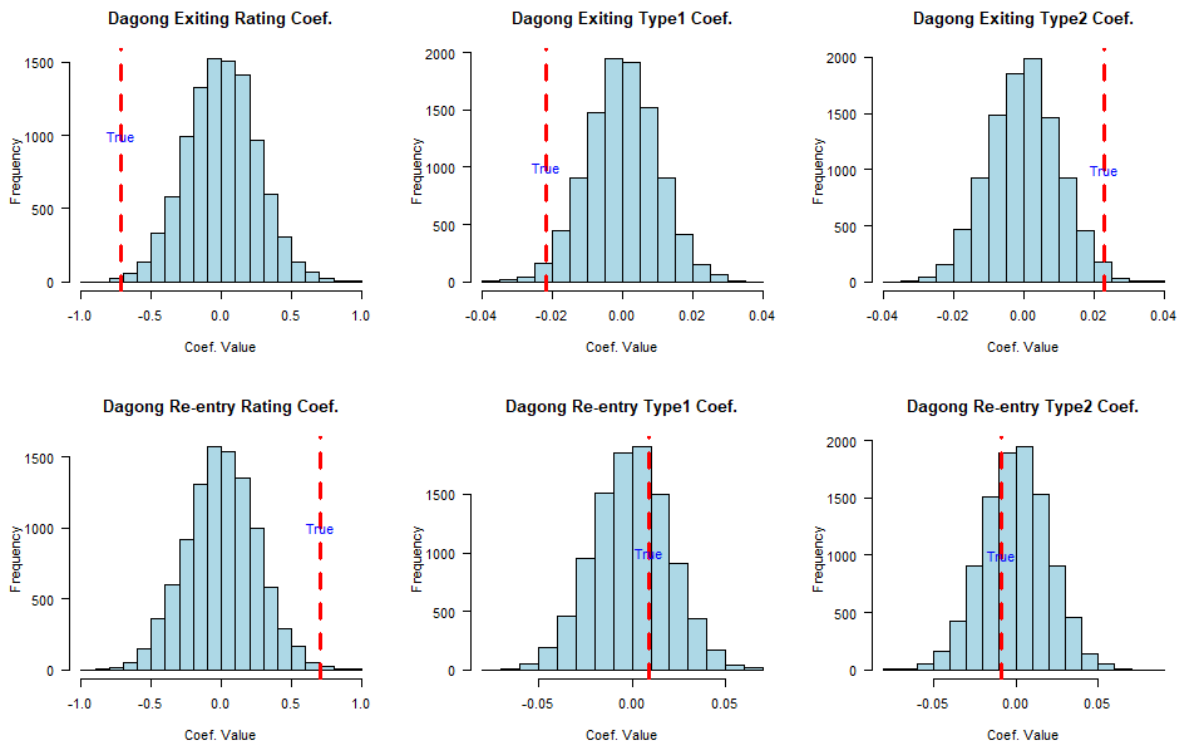 Dagong Exiting Rating Coef.
Frequency
1500
1000
500
0
True
-1.0 -0.5 0.0 0.5 1.0
Coef. Value
Dagong Exiting Type1 Coef.
Frequency
2000
1500
1000
500
0
True
-0.04 -0.02 0.00 0.02 0.04
Coef. Value
Dagong Exiting Type2 Coef.
Frequency
2000
1500
1000
500
0
True
-0.04 -0.02 0.00 0.02 0.04
Coef. Value
Dagong Re-entry Rating Coef.
Frequency
1500
1000
500
0
True
-1.0 -0.5 0.0 0.5 1.0
Coef. Value
Dagong Re-entry Type1 Coef.
Frequency
1500
1000
500
0
True
-0.05 0.00 0.05
Coef. Value
Dagong Re-entry Type2 Coef.
Frequency
2000
1500
1000
500
0
True
-0.05 0.00 0.05
Coef. Value